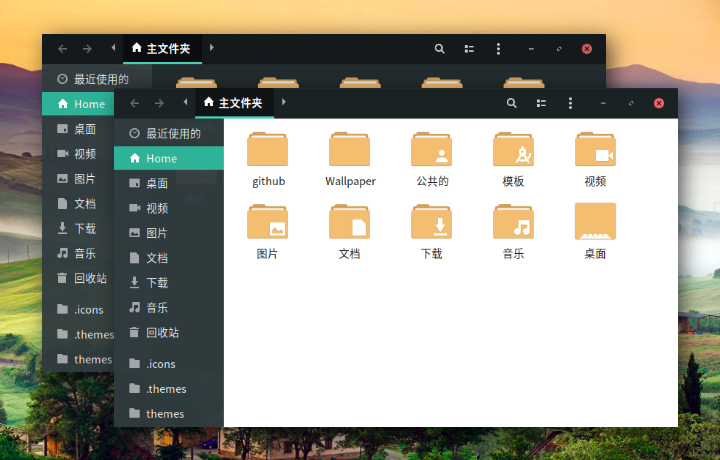 主文件夹
最近使用的
Home
桌面
视频
图片
文档
下载
音乐
回收站
.icons
.themes
themes
主文件夹
最近使用的
Home
桌面
视频
图片
文档
下载
音乐
回收站
.icons
.themes
themes
github Wallpaper 公共的 模板 视频
图片 文档 下载 音乐 桌面